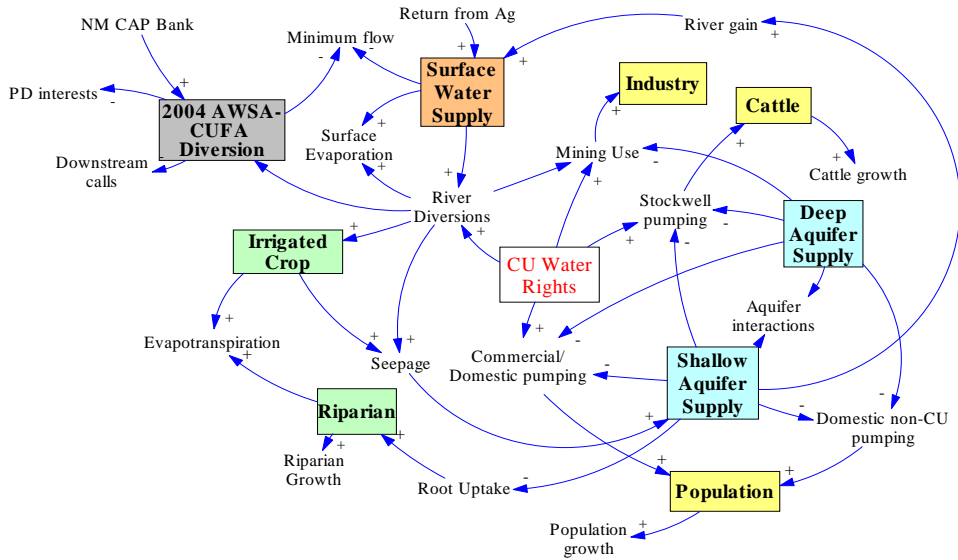 NM CAP Bank
Return from Ag
River gain
Minimum flow
PD interests
2004 AWSA-
CUFA
Diversion
Surface
Water
Supply
Industry
Cattle
Downstream
calls
Surface
Evaporation
Mining Use
Cattle growth
River
Diversions
Stockwell
pumping
Deep
Aquifer
Supply
Irrigated
Crop
CU Water
Rights
Aquifer
interactions
Evapotranspiration
Seepage
Commercial/
Domestic pumping
Shallow
Aquifer
Supply
Riparian
Domestic non-CU
pumping
Riparian
Growth
Root Uptake
Population
Population
growth
+
-
-
-
-
+
+
+
+
+
+
+
+
+
+
-
+
+
-
-
+
+
+
+
+
+
+
-
-
+
+
-
-
+
+
-
+
+
+